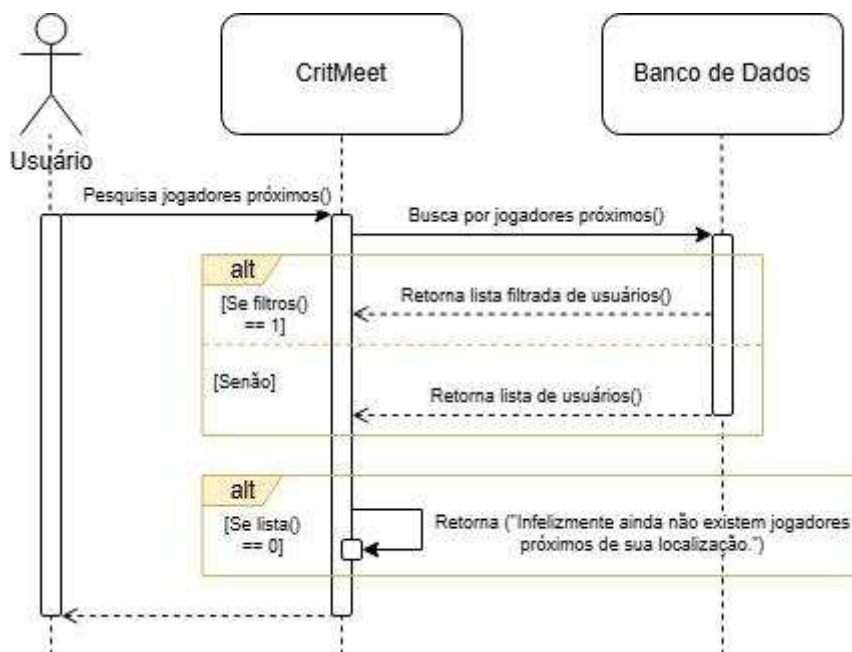 CritMeet
Banco de Dados
Usuário
Pesquisa jogadores próximos()
Busca por jogadores próximos()
alt
[Se filtros()
== 1]
Retorna lista filtrada de usuários()
[Senão]
Retorna lista de usuários()
alt
[Se lista()
== 0]
Retorna ("Infelizmente ainda não existem jogadores
próximos de sua localização.")